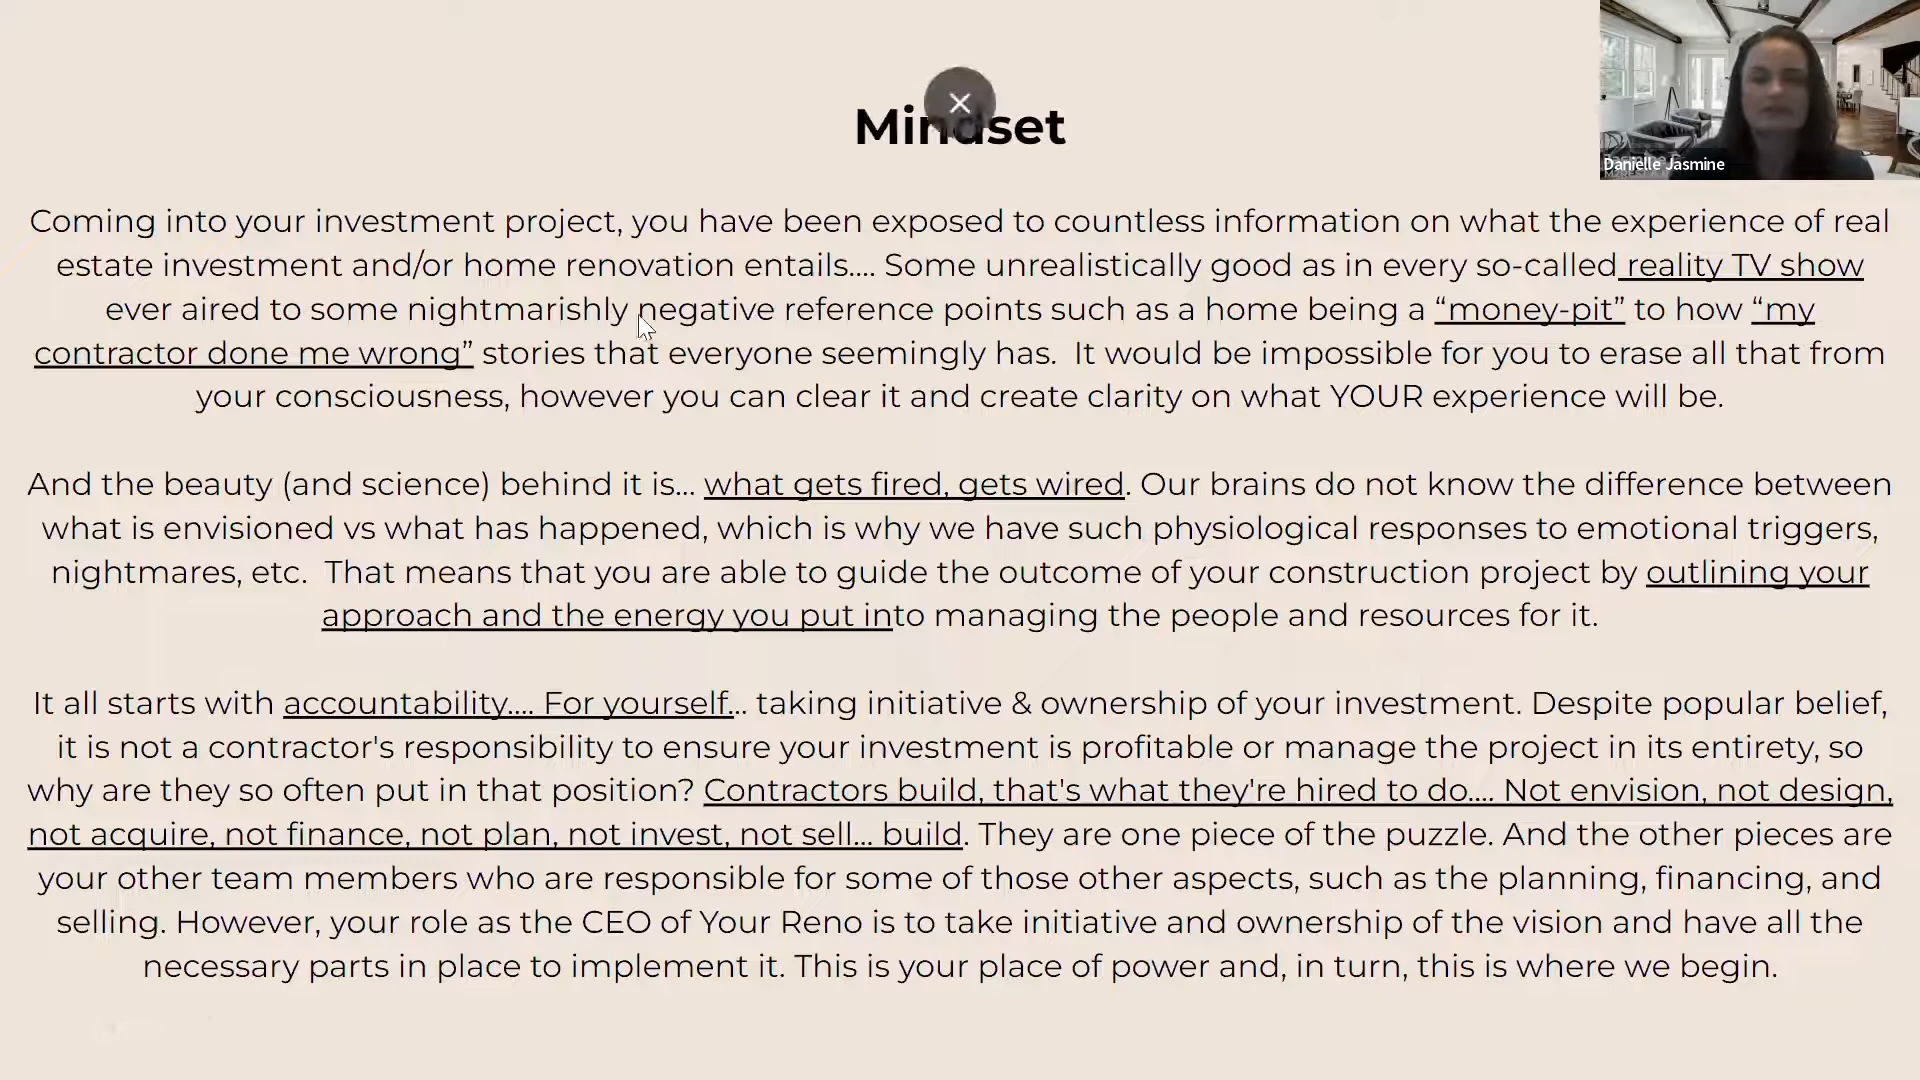 Mindset
Danielle Jasmine
Coming into your investment project, you have been exposed to countless information on what the experience of real
estate investment and/or home renovation entails.... Some unrealistically good as in every so-called reality TV show
ever aired to some nightmarishly negative reference points such as a home being a “money-pit” to how “my
contractor done me wrong” stories that everyone seemingly has.  It would be impossible for you to erase all that from
your consciousness, however you can clear it and create clarity on what YOUR experience will be.
And the beauty (and science) behind it is... what gets fired, gets wired. Our brains do not know the difference between
what is envisioned vs what has happened, which is why we have such physiological responses to emotional triggers,
nightmares, etc.  That means that you are able to guide the outcome of your construction project by outlining your
approach and the energy you put into managing the people and resources for it.
It all starts with accountability.... For yourself... taking initiative & ownership of your investment. Despite popular belief,
it is not a contractor's responsibility to ensure your investment is profitable or manage the project in its entirety, so
why are they so often put in that position? Contractors build, that's what they're hired to do.... Not envision, not design,
not acquire, not finance, not plan, not invest, not sell... build. They are one piece of the puzzle. And the other pieces are
your other team members who are responsible for some of those other aspects, such as the planning, financing, and
selling. However, your role as the CEO of Your Reno is to take initiative and ownership of the vision and have all the
necessary parts in place to implement it. This is your place of power and, in turn, this is where we begin.